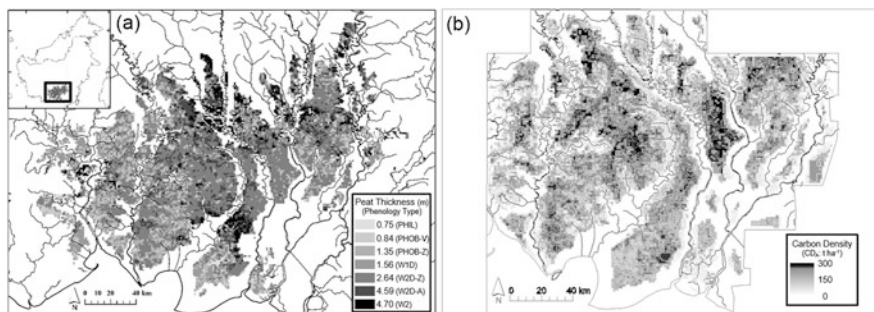 (a)
Peat Thickness (m)
(Phenology Type)
0.75 (PHIL)
0.84 (PHOB-V)
1.35 (PHOB-Z)
1.56 (W1D)
2.64 (W2D-Z)
4.59 (W2D-A)
4.70 (W2)
N
0 10 20 40 km
(b)
Carbon Density
(CDA: t ha-1)
300
150
0
N
0 10 20 40 km